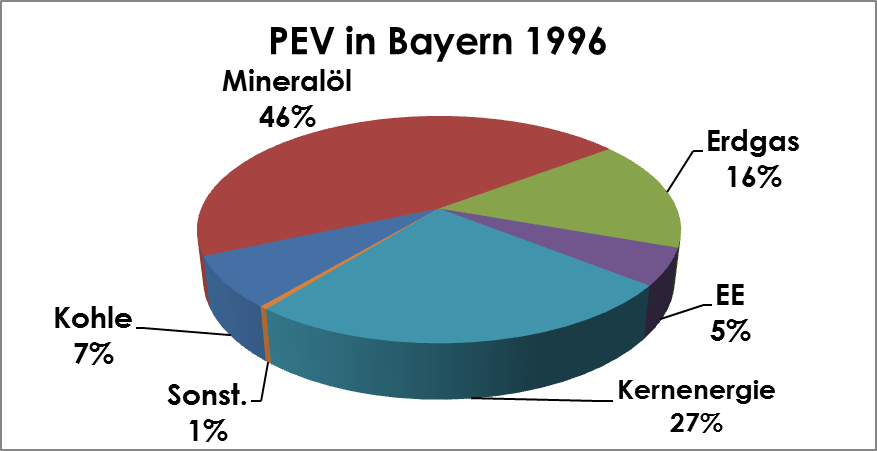 PEV in Bayern 1996
Mineralöl
46%
Erdgas
16%
EE
5%
Kernenergie
27%
Sonst.
1%
Kohle
7%